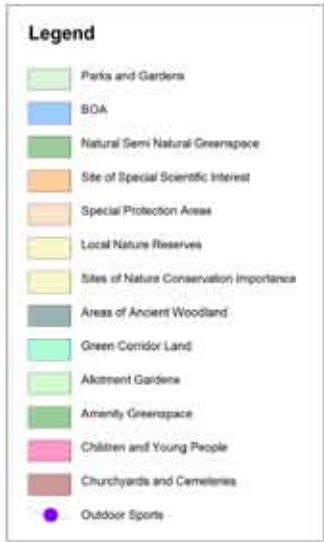 Legend
Parks and Gardens
BOA
Natural Semi Natural Greenspace
Site of Special Scientific Interest
Special Protection Areas
Local Nature Reserves
Sites of Nature Conservation Importance
Areas of Ancient Woodland
Green Corridor Land
Allotment Gardens
Amenity Greenspace
Children and Young People
Churchyards and Cemeteries
Outdoor Sports